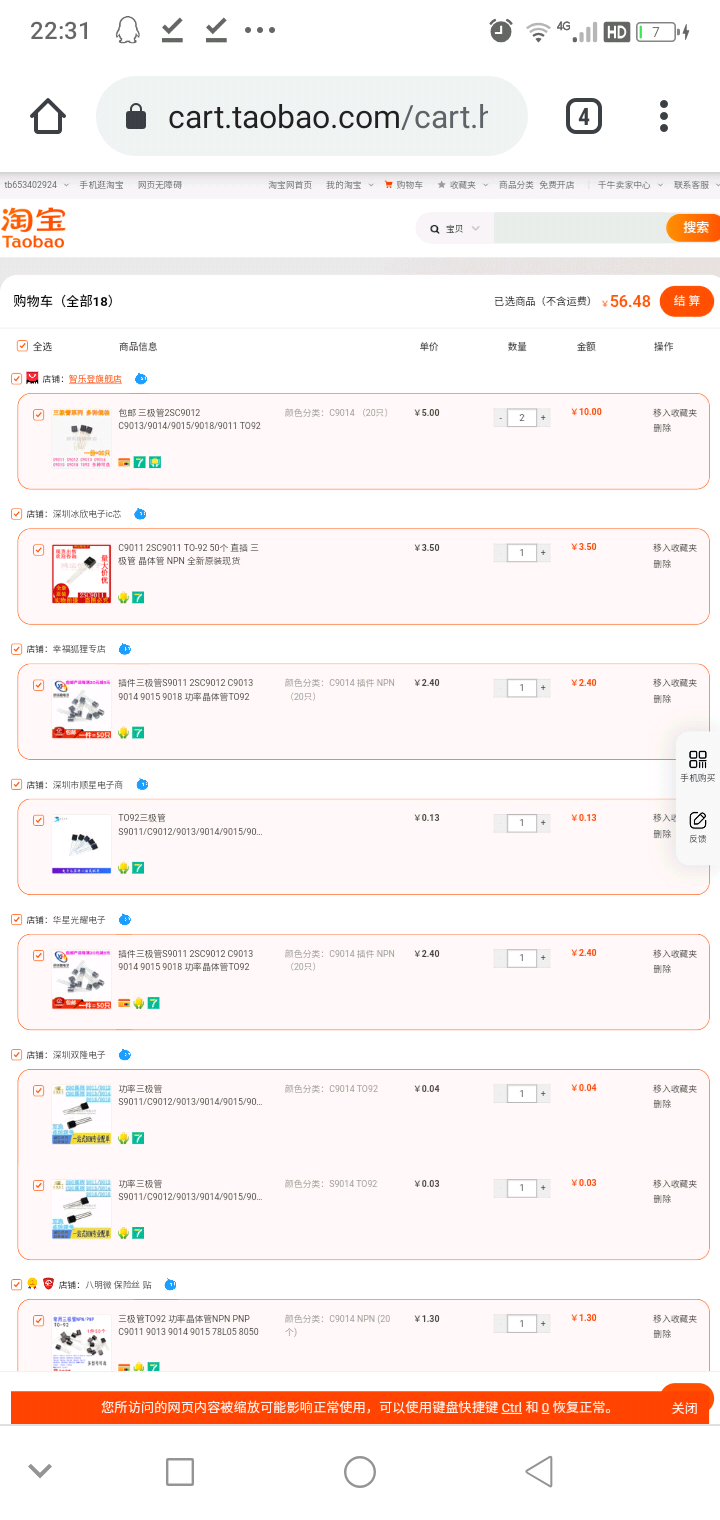 22:31
4G HD 7
cart.taobao.com/cart.h
4
tb653402924 手机逛淘宝 网页无障碍 淘宝网首页 我的淘宝 购物车 收藏夹 商品分类 免费开店 千牛卖家中心 联系客服
淘宝
Taobao
宝贝 搜索
购物车（全部18） 已选商品（不含运费） ￥56.48 结 算
全选 商品信息 单价 数量 金额 操作
店铺：智乐登旗舰店
包邮 三极管2SC9012 颜色分类：C9014 （20只） ￥5.00 - 2 + ￥10.00 移入收藏夹
C9013/9014/9015/9018/9011 TO92 删除
7
店铺：深圳冰欣电子ic芯
C9011 2SC9011 TO-92 50个 直插 三 ￥3.50 1 + ￥3.50 移入收藏夹
极管 晶体管 NPN 全新原装现货 删除
7
店铺：幸福狐狸专店
插件三极管S9011 2SC9012 C9013 颜色分类：C9014 插件 NPN ￥2.40 1 + ￥2.40 移入收藏夹
9014 9015 9018 功率晶体管TO92 （20只） 删除
包邮 一件=50只
7
手机购买
店铺：深圳市顺星电子商
TO92三极管 ￥0.13 1 + ￥0.13 移入
S9011/C9012/9013/9014/9015/90... 删除
反馈
7
店铺：华星光耀电子
插件三极管S9011 2SC9012 C9013 颜色分类：C9014 插件 NPN ￥2.40 1 + ￥2.40 移入收藏夹
9014 9015 9018 功率晶体管TO92 （20只） 删除
包邮 一件=50只
7
店铺：深圳双隆电子
功率三极管 颜色分类：C9014 TO92 ￥0.04 1 + ￥0.04 移入收藏夹
S9011/C9012/9013/9014/9015/90... 删除
7
功率三极管 颜色分类：S9014 TO92 ￥0.03 1 + ￥0.03 移入收藏夹
S9011/C9012/9013/9014/9015/90... 删除
7
店铺：八明微 保险丝 贴
三极管TO92 功率晶体管NPN PNP 颜色分类：C9014 NPN (20 ￥1.30 1 + ￥1.30 移入收藏夹
C9011 9013 9014 9015 78L05 8050 个) 删除
7
您所访问的网页内容被缩放可能影响正常使用，可以使用键盘快捷键 Ctrl 和 0 恢复正常。 关闭